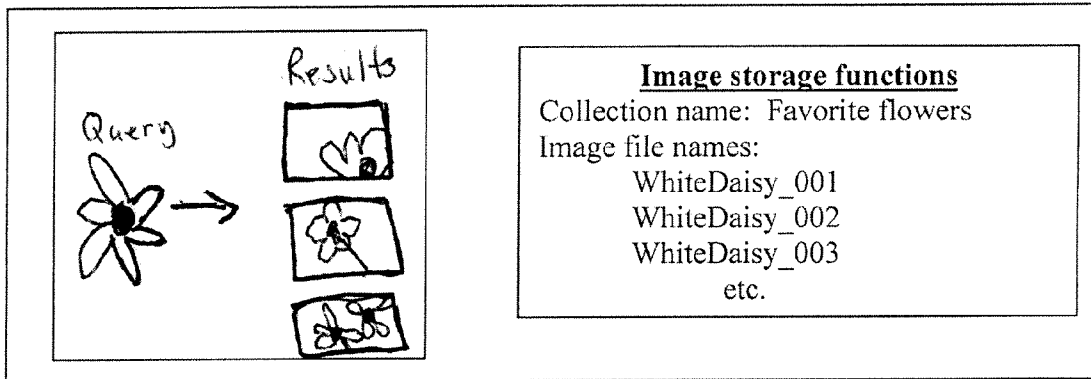 Query
Results
Image storage functions
Collection name: Favorite flowers
Image file names:
WhiteDaisy_001
WhiteDaisy_002
WhiteDaisy_003
etc.